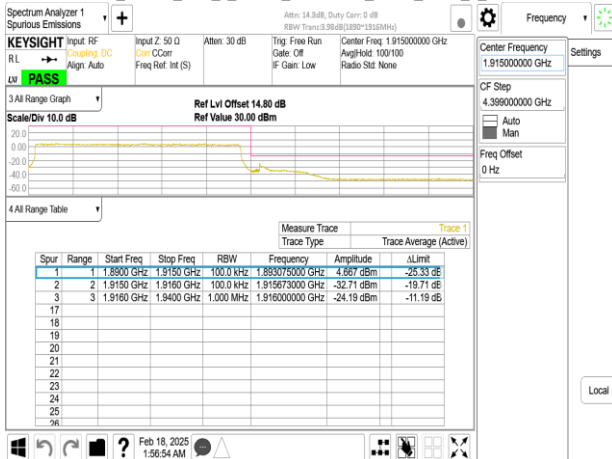 Spectrum Analyzer 1
Spurious Emissions
Attn: 14.8dB, Duty Corr: 0 dB
RBW Trans:3.98dB(1890~1916MHz)
Frequency
KEYSIGHT
Input: RF
Coupling: DC
Align: Auto
Input Z: 50 Ω
Corr CCorr
Freq Ref: Int (S)
Atten: 30 dB
Trig: Free Run
Gate: Off
IF Gain: Low
Center Freq: 1.915000000 GHz
Avg|Hold: 100/100
Radio Std: None
RL
LXI
PASS
Center Frequency
1.915000000 GHz
Settings
CF Step
4.399000000 GHz
Auto
Man
Freq Offset
0 Hz
Local
3 All Range Graph
Scale/Div 10.0 dB
Ref Lvl Offset 14.80 dB
Ref Value 30.00 dBm
20.0
0.00
-20.0
-40.0
-60.0
4 All Range Table
Measure Trace Trace 1
Trace Type Trace Average (Active)
Spur Range Start Freq Stop Freq RBW Frequency Amplitude ΔLimit
1 1 1.8900 GHz 1.9150 GHz 100.0 kHz 1.893075000 GHz 4.667 dBm -25.33 dB
2 2 1.9150 GHz 1.9160 GHz 100.0 kHz 1.915673000 GHz -32.71 dBm -19.71 dB
3 3 1.9160 GHz 1.9400 GHz 1.000 MHz 1.916000000 GHz -24.19 dBm -11.19 dB
17
18
19
20
21
22
23
24
25
26
?
Feb 18, 2025
1:56:54 AM